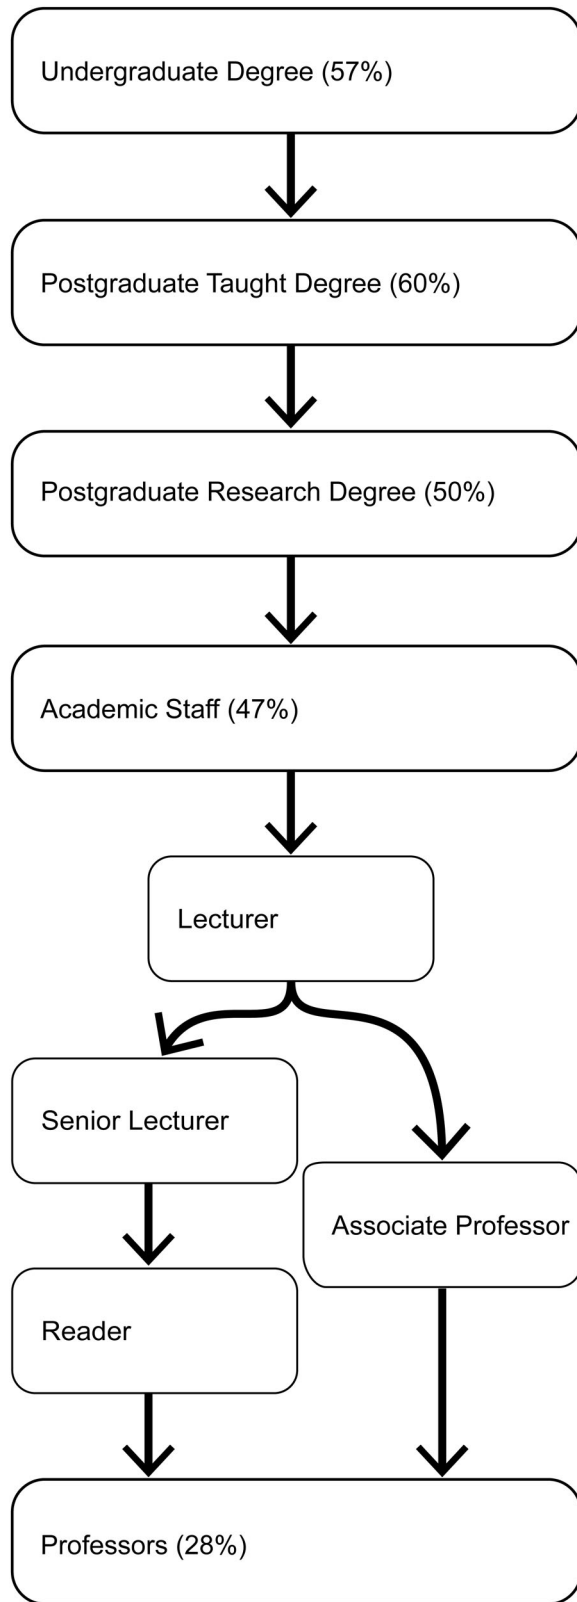 Undergraduate Degree (57%)
Postgraduate Taught Degree (60%)
Postgraduate Research Degree (50%)
Academic Staff (47%)
Lecturer
Senior Lecturer
Associate Professor
Reader
Professors (28%)